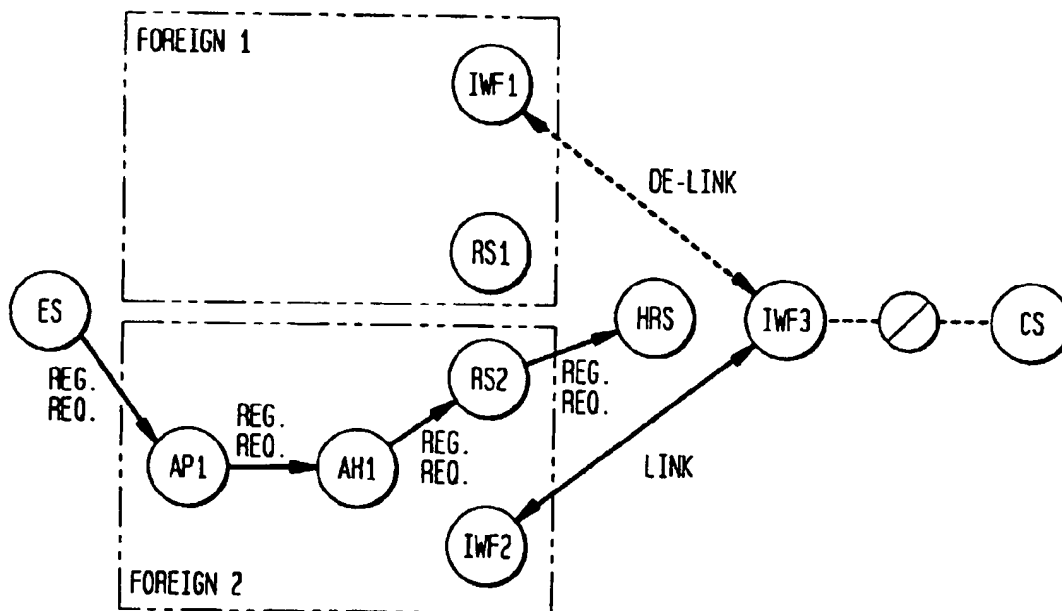 FOREIGN 1
IWF1
DE-LINK
RS1
ES
HRS
IWF3
CS
REG.
REQ.
RS2
REG.
REQ.
REG.
REQ.
AP1
AH1
REG.
REQ.
LINK
IWF2
FOREIGN 2